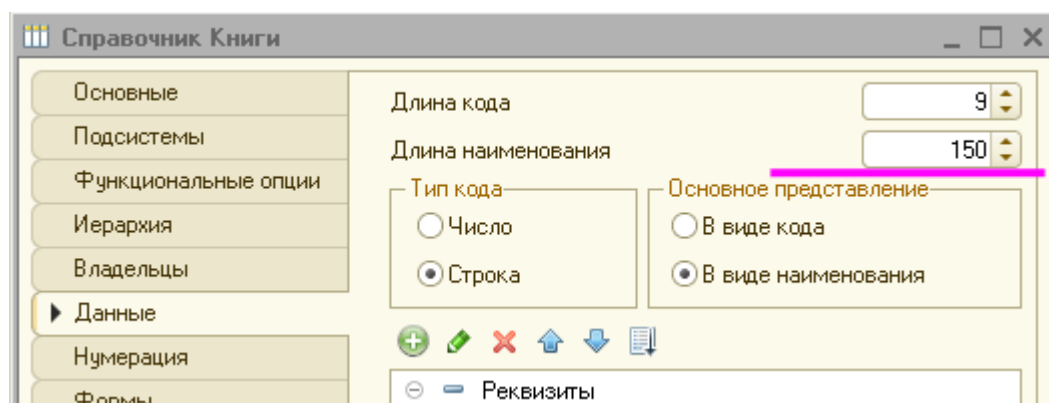 Справочник Книги
Основные
Подсистемы
Функциональные опции
Иерархия
Владельцы
Данные
Нумерация
Формы
Длина кода 9
Длина наименования 150
Тип кода
Число
Строка
Основное представление
В виде кода
В виде наименования
Реквизиты